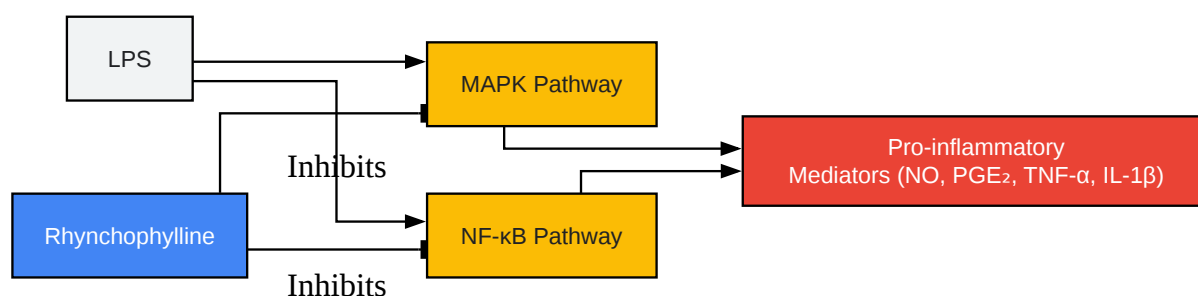 LPS
MAPK Pathway
Pro-inflammatory
Mediators (NO, PGE₂, TNF-α, IL-1β)
Inhibits
Rhynchophylline
NF-κB Pathway
Inhibits